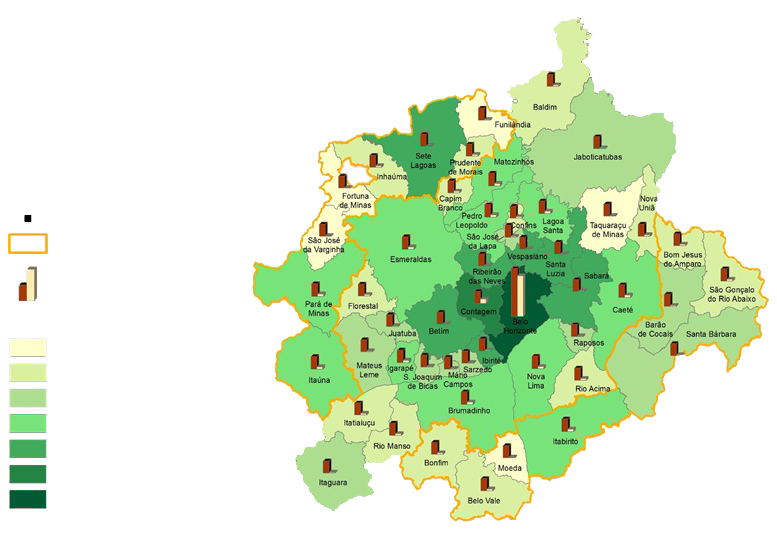 Baldim
Funilândia
Jaboticatubas
Sete
Lagoas
Prudente
de Morais
Matozinhos
Inhaúma
Fortuna
de Minas
Capim
Branco
Nova
Uniã
Pedro
Leopoldo
Confins
Lagoa
Santa
Taquaraçu
de Minas
São José
da Varginha
São José
da Lapa
Esmeraldas
Vespasiano
Bom Jesus
do Amparo
Santa
Luzia
Ribeirão
das Neves
Sabará
São Gonçalo
do Rio Abaixo
Pará de
Minas
Florestal
Contagem
Caeté
Belo
Horizonte
Betim
Juatuba
Barão
de Cocais
Santa Bárbara
Raposos
Mateus
Leme
Igarapé
S. Joaquim
de Bicas
Mário
Campos
Sarzedo
Ibirité
Itaúna
Nova
Lima
Rio Acima
Brumadinho
Itatiaiuçu
Itabirito
Rio Manso
Bonfim
Moeda
Itaguara
Belo Vale